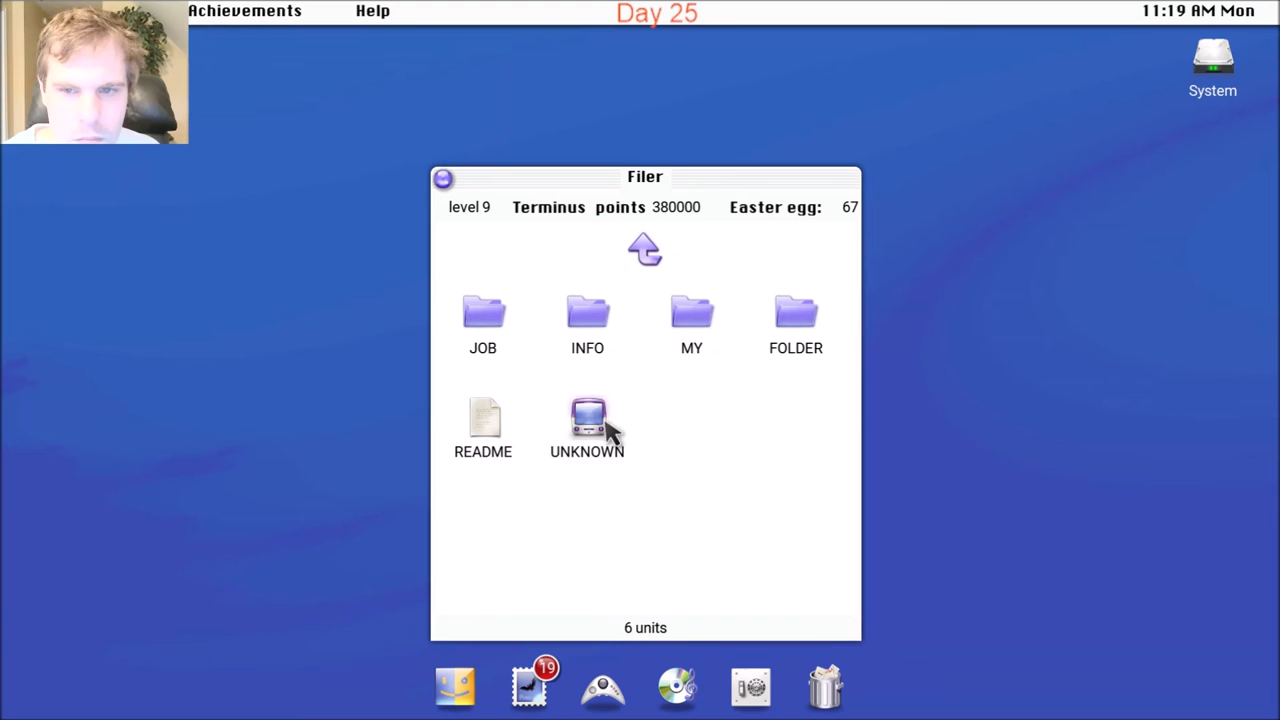 Achievements Help Day 25 11:19 AM Mon
System
Filer
level 9 Terminus points 380000 Easter egg: 67
JOB INFO MY FOLDER
README UNKNOWN
6 units
19